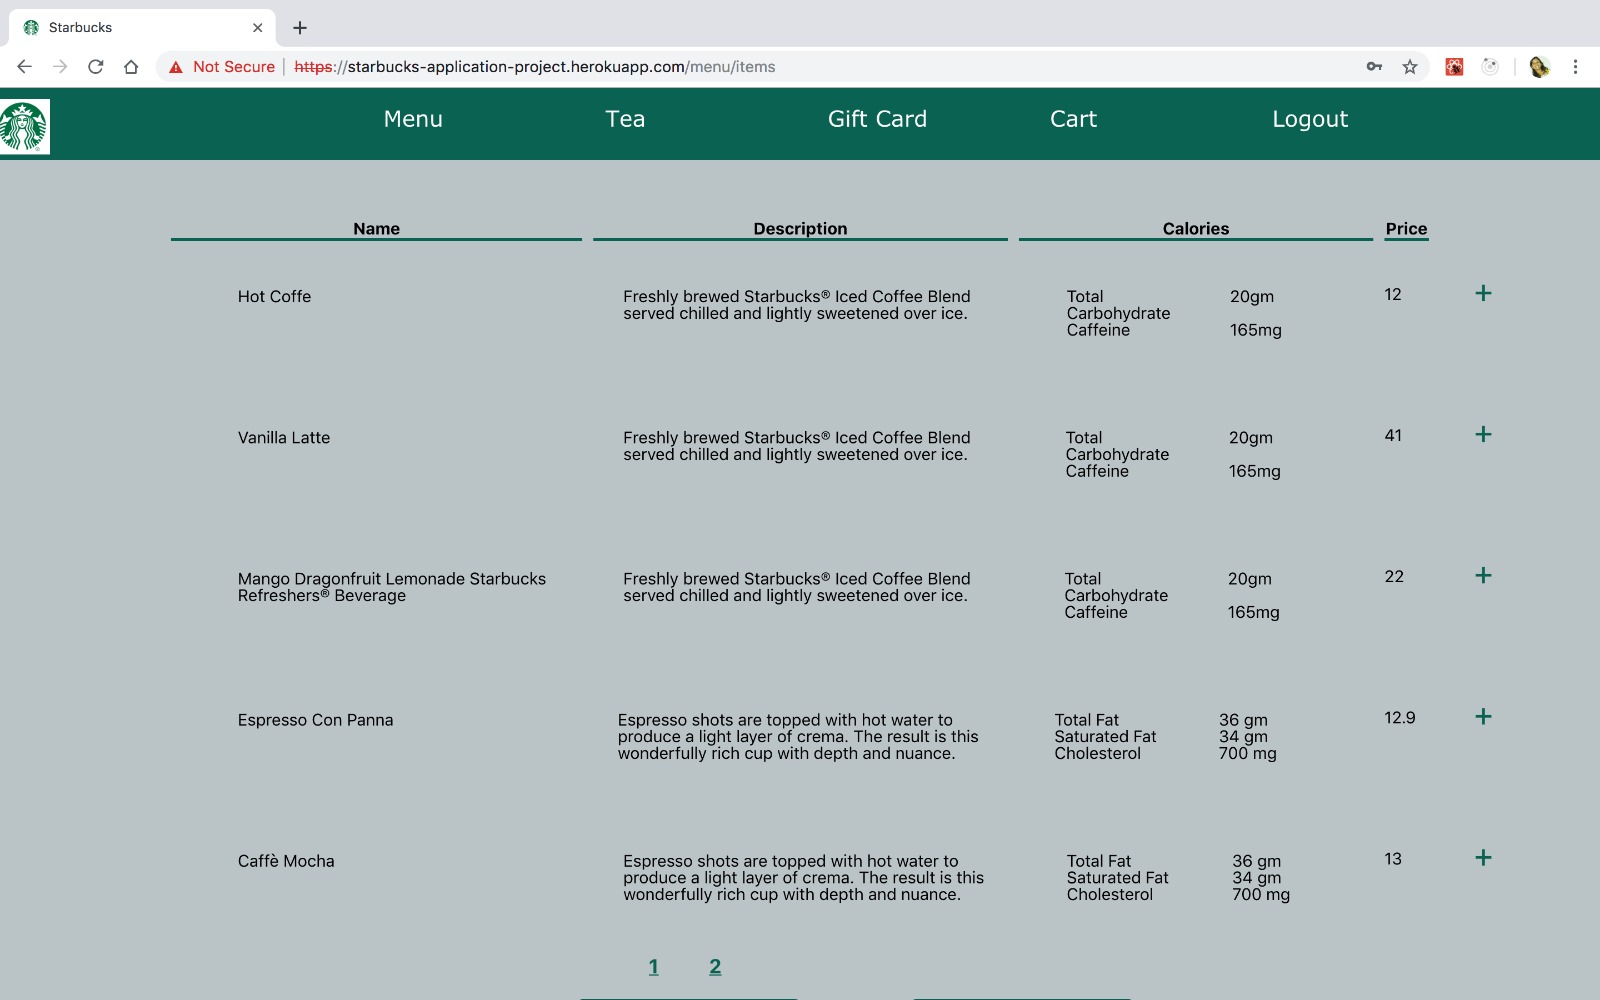 Starbucks
Not Secure https://starbucks-application-project.herokuapp.com/menu/items
Menu Tea Gift Card Cart Logout
Name Description Calories Price
Hot Coffe Freshly brewed Starbucks® Iced Coffee Blend Total 20gm 12 +
served chilled and lightly sweetened over ice. Carbohydrate
Caffeine 165mg
Vanilla Latte Freshly brewed Starbucks® Iced Coffee Blend Total 20gm 41 +
served chilled and lightly sweetened over ice. Carbohydrate
Caffeine 165mg
Mango Dragonfruit Lemonade Starbucks Freshly brewed Starbucks® Iced Coffee Blend Total 20gm 22 +
Refreshers® Beverage served chilled and lightly sweetened over ice. Carbohydrate
Caffeine 165mg
Espresso Con Panna Espresso shots are topped with hot water to Total Fat 36 gm 12.9 +
produce a light layer of crema. The result is this Saturated Fat 34 gm
wonderfully rich cup with depth and nuance. Cholesterol 700 mg
Caffè Mocha Espresso shots are topped with hot water to Total Fat 36 gm 13 +
produce a light layer of crema. The result is this Saturated Fat 34 gm
wonderfully rich cup with depth and nuance. Cholesterol 700 mg
1 2